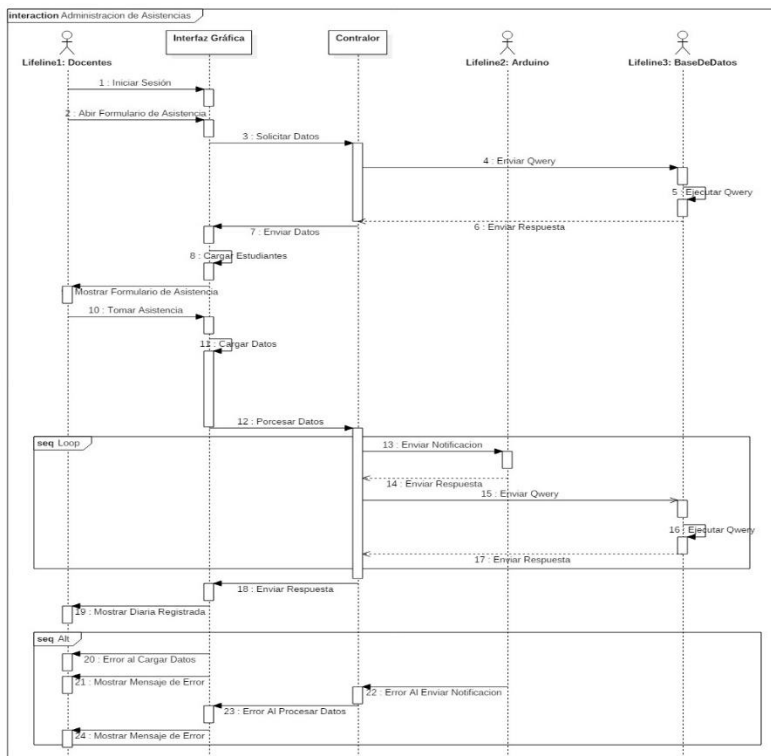 interaction Administracion de Asistencias
Interfaz Gráfica
Contralor
Lifeline1: Docentes
Lifeline2: Arduino
Lifeline3: BaseDeDatos
1 : Iniciar Sesión
2 : Abir Formulario de Asistencia
3 : Solicitar Datos
4 : Enviar Qwery
5 : Ejecutar Qwery
6 : Enviar Respuesta
7 : Enviar Datos
8 : Cargar Estudiantes
Mostrar Formulario de Asistencia
10 : Tomar Asistencia
11 : Cargar Datos
12 : Porcesar Datos
seq Loop
13 : Enviar Notificacion
14 : Enviar Respuesta
15 : Enviar Qwery
16 : Ejecutar Qwery
17 : Enviar Respuesta
18 : Enviar Respuesta
19 : Mostrar Diaria Registrada
seq Alt
20 : Error al Cargar Datos
21 : Mostrar Mensaje de Error
22 : Error Al Enviar Notificacion
23 : Error Al Procesar Datos
24 : Mostrar Mensaje de Error